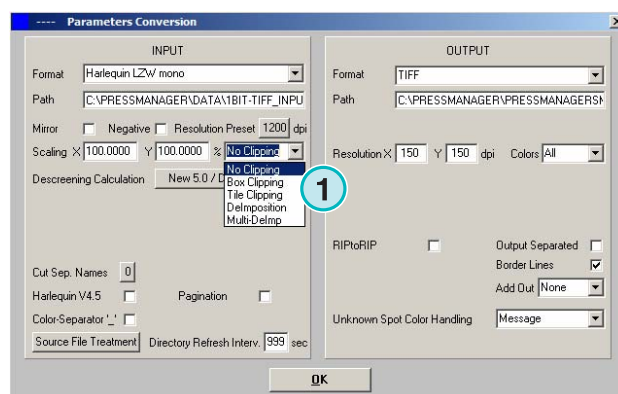 ---- Parameters Conversion
INPUT
Format Harlequin LZW mono
Path C:\PRESSMANAGER\DATA\1BIT-TIFF_INPU
Mirror Negative Resolution Preset 1200 dpi
Scaling X 100.0000 Y 100.0000 % No Clipping
No Clipping
Descreening Calculation New 5.0 / D
Box Clipping
Tile Clipping
DeImposition
Multi-DeImp
1
Cut Sep. Names 0
Harlequin V4.5 Pagination
Color-Separator '_'
Source File Treatment Directory Refresh Interv. 999 sec
OUTPUT
Format TIFF
Path C:\PRESSMANAGER\PRESSMANAGERSN
Resolution X 150 Y 150 dpi Colors All
RIPtoRIP Output Separated
Border Lines
Add Out None
Unknown Spot Color Handling Message
OK